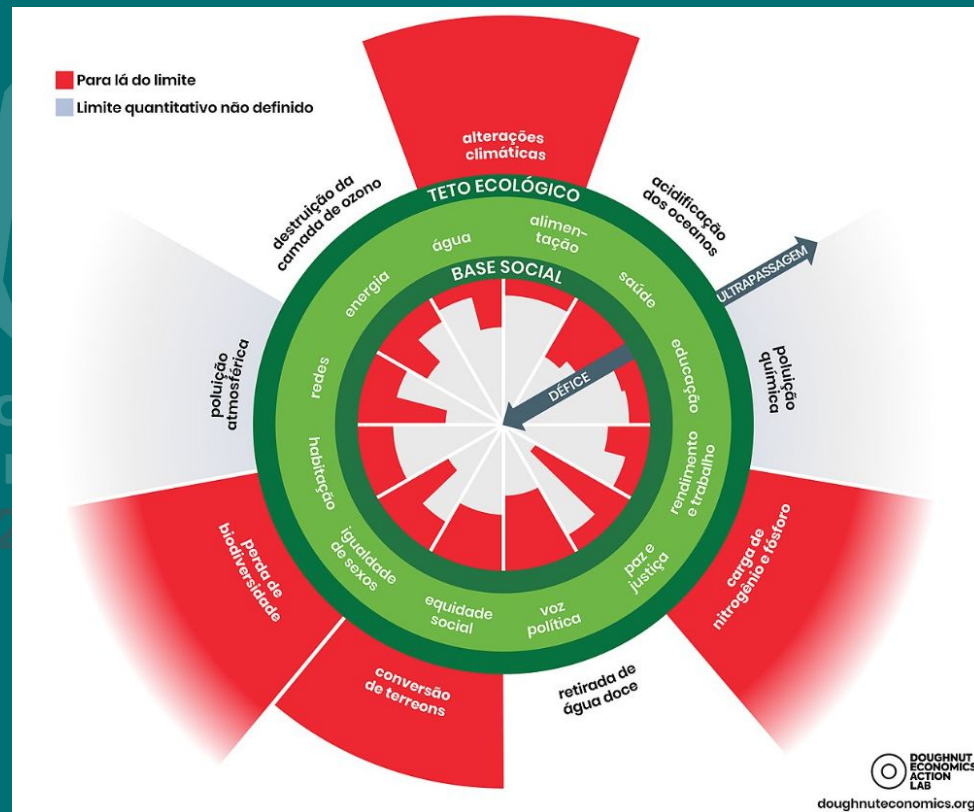 Para lá do limite
Limite quantitativo não definido
alterações
climáticas
destruição da
camada de ozono
acidificação
dos oceanos
TETO ECOLÓGICO
ULTRAPASSAGEM
água
alimen-
tação
energia
saúde
BASE SOCIAL
redes
educação
DÉFICE
poluição
atmosférica
poluição
química
habitação
rendimento
e trabalho
igualdade
de sexos
paz e
justiça
equidade
social
voz
política
perda de
biodiversidade
carga de
nitrogênio e fósforo
conversão
de terreons
retirada de
água doce
DOUGHNUT
ECONOMICS
ACTION
LAB
doughnuteconomics.org